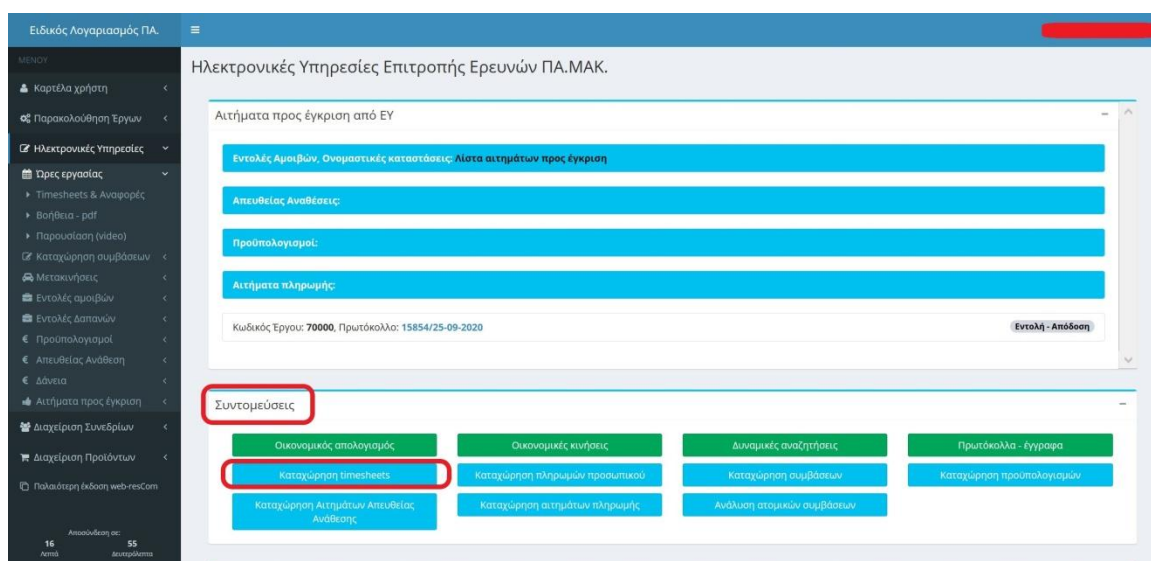 Ειδικός Λογαριασμός ΠΑ.
ΜΕΝΟΥ
Καρτέλα χρήστη
Παρακολούθηση Έργων
Ηλεκτρονικές Υπηρεσίες
Ώρες εργασίας
Timesheets & Αναφορές
Βοήθεια - pdf
Παρουσίαση (video)
Καταχώρηση συμβάσεων
Μετακινήσεις
Εντολές αμοιβών
Εντολές Δαπανών
€ Προϋπολογισμοί
€ Απευθείας Ανάθεση
€ Δάνεια
Αιτήματα προς έγκριση
Διαχείριση Συνεδρίων
Διαχείριση Προϊόντων
Παλαιότερη έκδοση web-resCom
Αποσύνδεση σε:
16 55
Λεπτά Δευτερόλεπτα
Ηλεκτρονικές Υπηρεσίες Επιτροπής Ερευνών ΠΑ.ΜΑΚ.
Αιτήματα προς έγκριση από ΕΥ
Εντολές Αμοιβών, Ονομαστικές καταστάσεις: Λίστα αιτημάτων προς έγκριση
Απευθείας Αναθέσεις:
Προϋπολογισμοί:
Αιτήματα πληρωμής:
Κωδικός Έργου: 70000, Πρωτόκολλο: 15854/25-09-2020 Εντολή - Απόδοση
Συντομεύσεις
Οικονομικός απολογισμός Οικονομικές κινήσεις Δυναμικές αναζητήσεις Πρωτόκολλα - έγγραφα
Καταχώρηση timesheets Καταχώρηση πληρωμών προσωπικού Καταχώρηση συμβάσεων Καταχώρηση προϋπολογισμών
Καταχώρηση Αιτημάτων Απευθείας Ανάθεσης Καταχώρηση αιτημάτων πληρωμής Ανάλυση ατομικών συμβάσεων